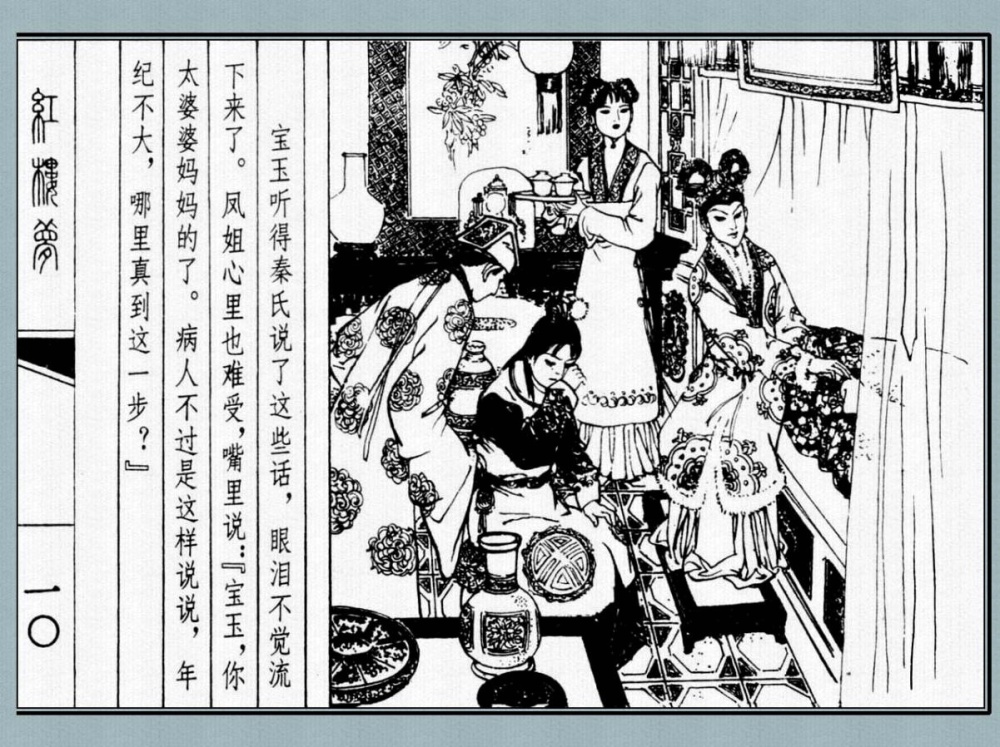 宝玉听得秦氏说了这些话，眼泪不觉流
下来了。凤姐心里也难受，嘴里说：『宝玉，你
太婆婆妈妈的了。病人不过是这样说说，年
纪不大，哪里真到这一步？』
紅樓夢
一〇